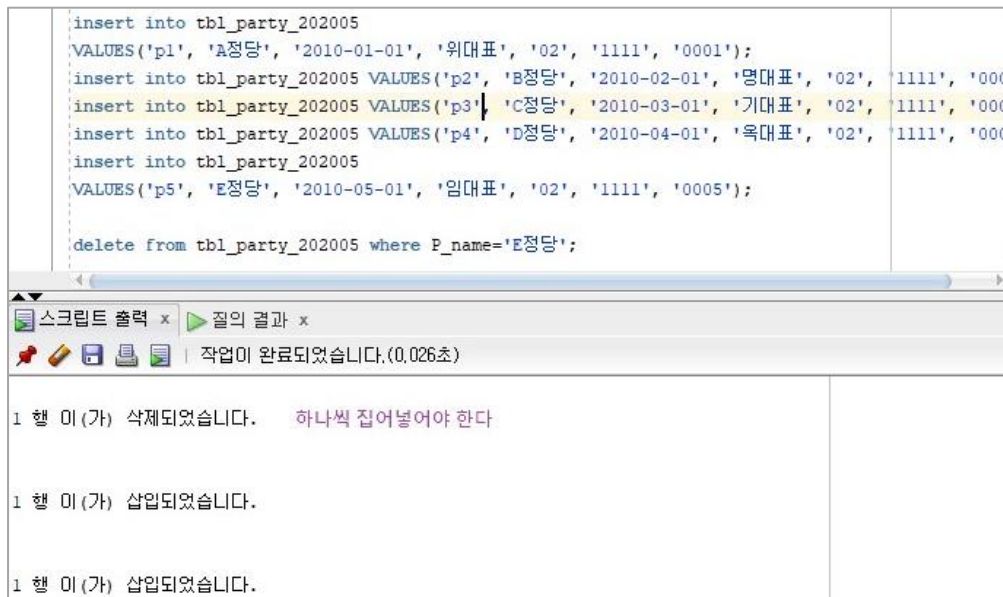 insert into tbl_party_202005
VALUES('p1', 'A정당', '2010-01-01', '위대표', '02', '1111', '0001');
insert into tbl_party_202005 VALUES('p2', 'B정당', '2010-02-01', '명대표', '02', '1111', '000
insert into tbl_party_202005 VALUES('p3', 'C정당', '2010-03-01', '기대표', '02', '1111', '000
insert into tbl_party_202005 VALUES('p4', 'D정당', '2010-04-01', '옥대표', '02', '1111', '000
insert into tbl_party_202005
VALUES('p5', 'E정당', '2010-05-01', '임대표', '02', '1111', '0005');
delete from tbl_party_202005 where P_name='E정당';
스크립트 출력 x 질의 결과 x
작업이 완료되었습니다.(0,026초)
1 행 이(가) 삭제되었습니다. 하나씩 집어넣어야 한다
1 행 이(가) 삽입되었습니다.
1 행 이(가) 삽입되었습니다.